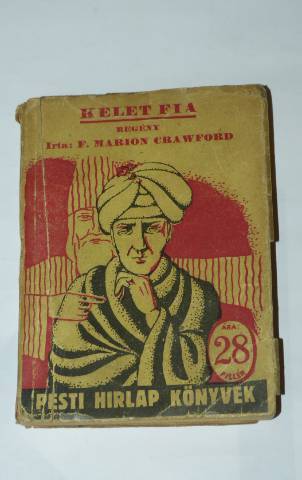 KELET FIA
REGÉNY
Irta: F. MARION CRAWFORD
ÁRA:
28
FILLÉR
PESTI HIRLAP KÖNYVEK